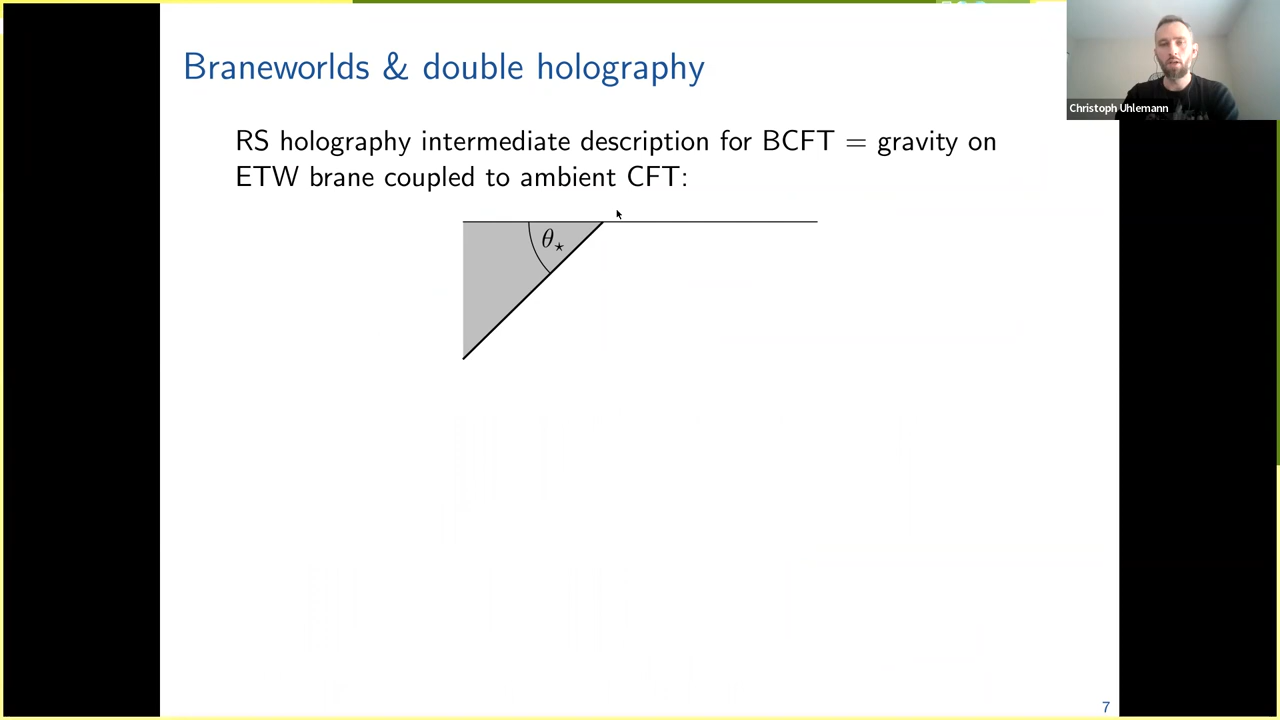 Braneworlds & double holography
Christoph Uhlemann
RS holography intermediate description for BCFT = gravity on
ETW brane coupled to ambient CFT:
θ⋆
7